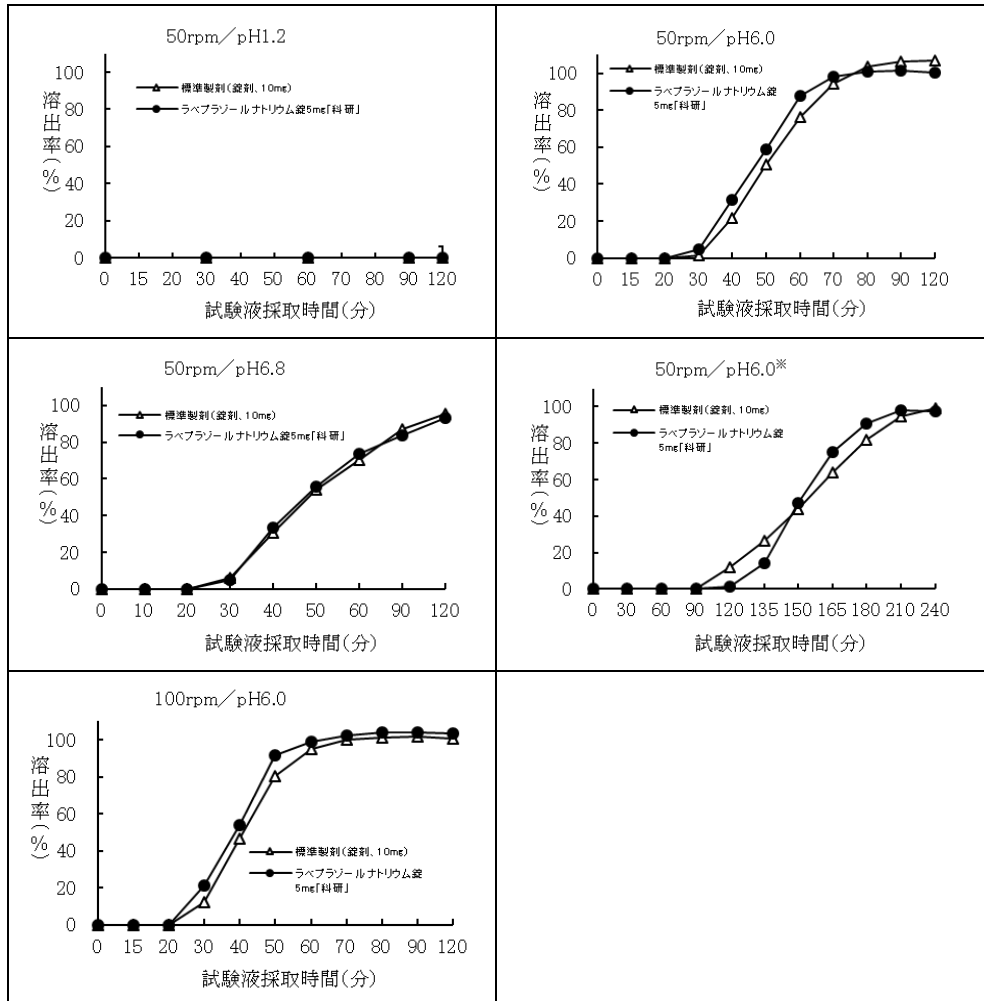 50rpm/pH1.2
溶出率(%)
100
80
60
40
20
0
標準製剤(錠剤、10mg)
ラベプラゾールナトリウム錠
5mg「科研」
0 15 20 30 40 50 60 70 80 90 120
試験液採取時間(分)
50rpm/pH6.0
溶出率(%)
100
80
60
40
20
0
標準製剤(錠剤、10mg)
ラベプラゾールナトリウム錠
5mg「科研」
0 15 20 30 40 50 60 70 80 90 120
試験液採取時間(分)
50rpm/pH6.8
溶出率(%)
100
80
60
40
20
0
標準製剤(錠剤、10mg)
ラベプラゾールナトリウム錠5mg「科研」
0 10 20 30 40 50 60 90 120
試験液採取時間(分)
50rpm/pH6.0※
溶出率(%)
100
80
60
40
20
0
標準製剤(錠剤、10mg)
ラベプラゾールナトリウム錠
5mg「科研」
0 30 60 90 120 135 150 165 180 210 240
試験液採取時間(分)
100rpm/pH6.0
溶出率(%)
100
80
60
40
20
0
標準製剤(錠剤、10mg)
ラベプラゾールナトリウム錠
5mg「科研」
0 15 20 30 40 50 60 70 80 90 120
試験液採取時間(分)